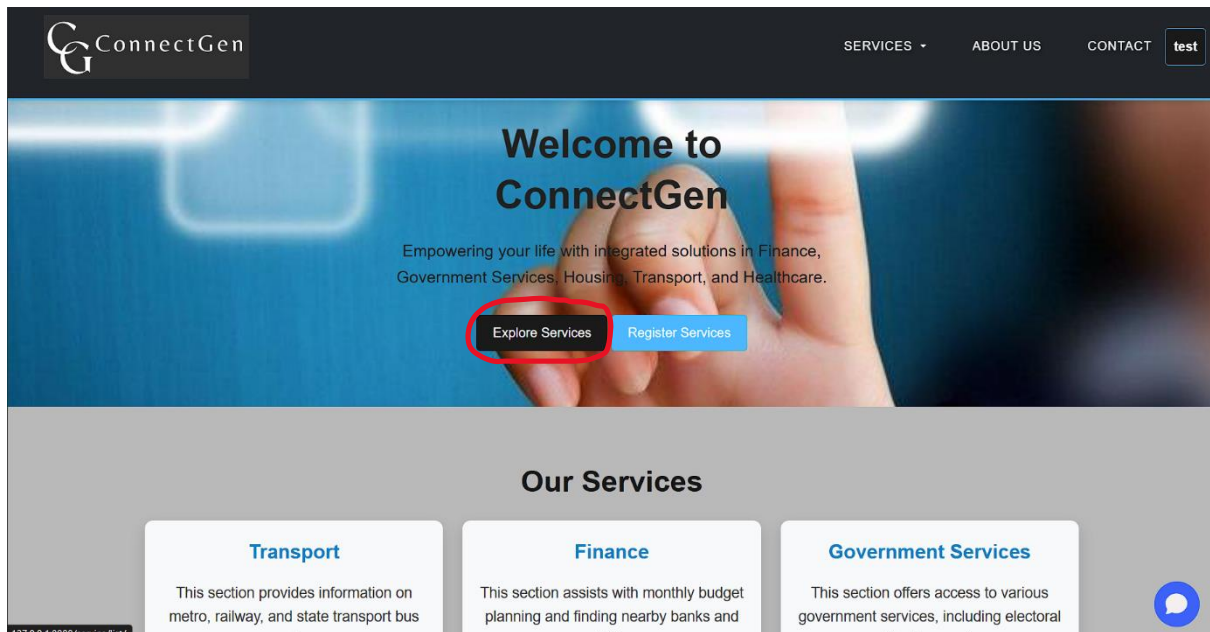 CG ConnectGen
SERVICES
ABOUT US
CONTACT
test
Welcome to
ConnectGen
Empowering your life with integrated solutions in Finance,
Government Services, Housing, Transport, and Healthcare.
Explore Services
Register Services
Our Services
Transport
This section provides information on
metro, railway, and state transport bus
Finance
This section assists with monthly budget
planning and finding nearby banks and
Government Services
This section offers access to various
government services, including electoral